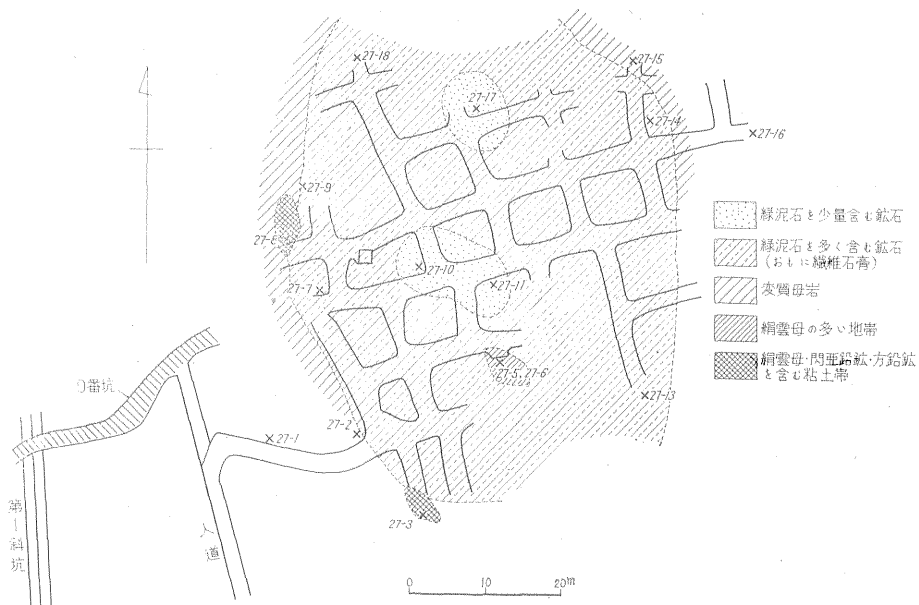 27-18
27-15
27-17
27-14
27-16
27-9
27-8
27-10
27-7
27-11
27-5, 27-6
27-13
27-2
27-1
27-3
緑泥石を少量含む鉱石
緑泥石を多く含む鉱石
(おもに繊維石膏)
変質母岩
絹雲母の多い地帯
絹雲母・閃亜鉛鉱・方鉛鉱
を含む粘土帯
0番坑
第1斜坑
人道
0 10 20m